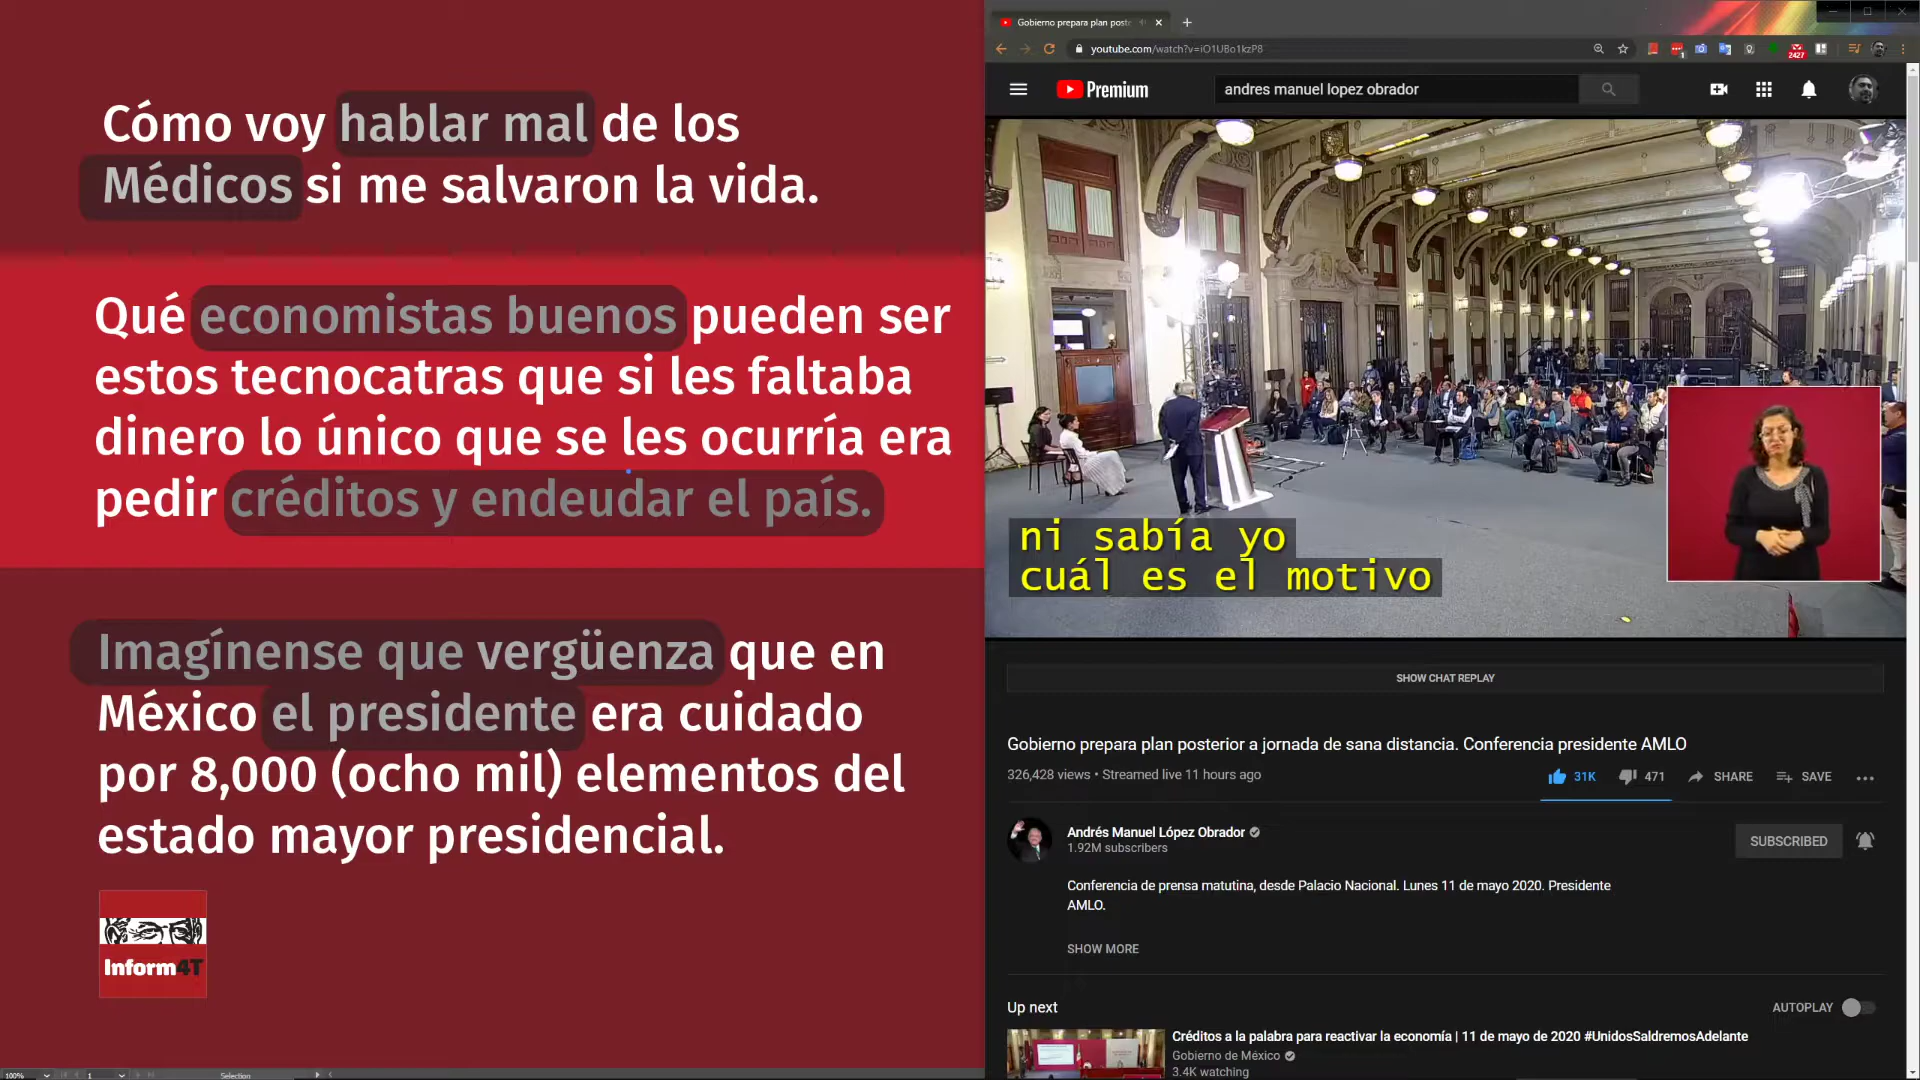 Cómo voy hablar mal de los
Médicos si me salvaron la vida.
Qué economistas buenos pueden ser
estos tecnocatras que si les faltaba
dinero lo único que se les ocurría era
pedir créditos y endeudar el país.
Imagínense que vergüenza que en
México el presidente era cuidado
por 8,000 (ocho mil) elementos del
estado mayor presidencial.
Inform4T
100%
1
Selection
Gobierno prepara plan poste
youtube.com/watch?v=iO1UBo1kzP8
1
2427
Premium
andres manuel lopez obrador
ni sabía yo
cuál es el motivo
SHOW CHAT REPLAY
Gobierno prepara plan posterior a jornada de sana distancia. Conferencia presidente AMLO
326,428 views • Streamed live 11 hours ago
31K
471
SHARE
SAVE
Andrés Manuel López Obrador
1.92M subscribers
SUBSCRIBED
Conferencia de prensa matutina, desde Palacio Nacional. Lunes 11 de mayo 2020. Presidente
AMLO.
SHOW MORE
Up next
AUTOPLAY
Créditos a la palabra para reactivar la economía | 11 de mayo de 2020 #UnidosSaldremosAdelante
Gobierno de México
3.4K watching